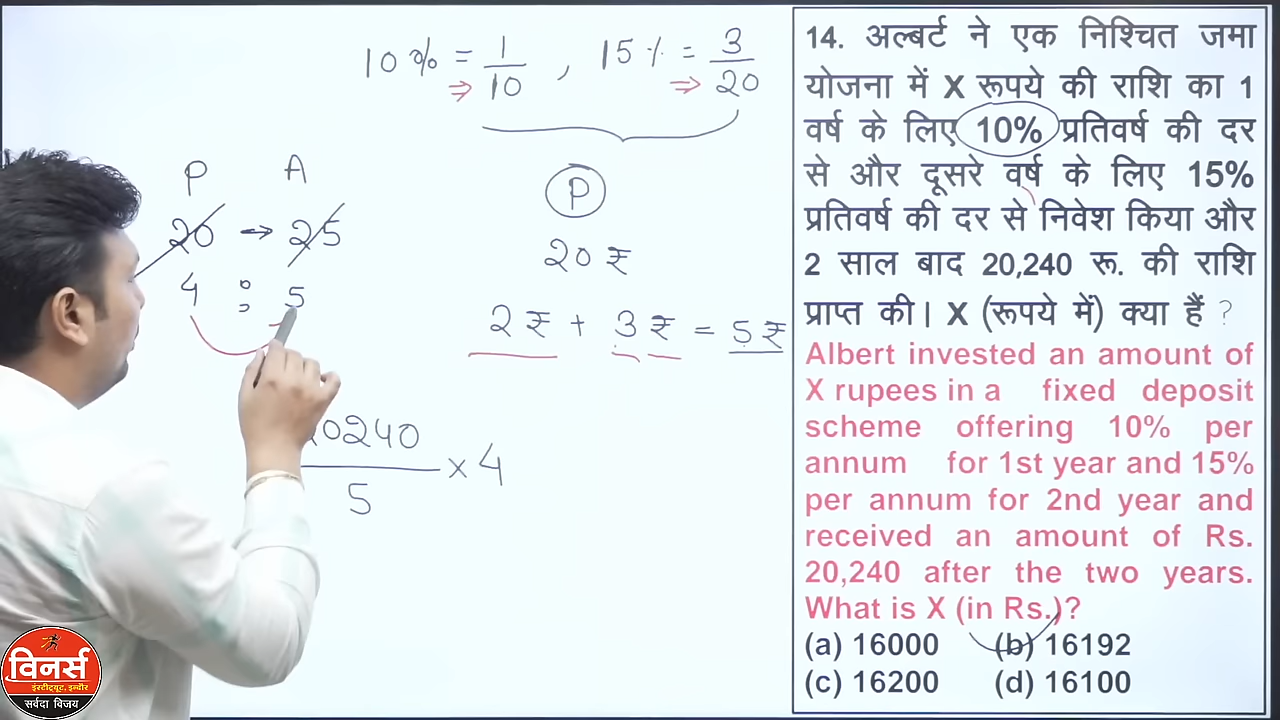 10% = 1/10 , 15% = 3/20
P A
20 → 25
4 : 5
P
20 ₹
2 ₹ + 3 ₹ = 5 ₹
20240/5 × 4
14. अल्बर्ट ने एक निश्चित जमा
योजना में X रूपये की राशि का 1
वर्ष के लिए 10% प्रतिवर्ष की दर
से और दूसरे वर्ष के लिए 15%
प्रतिवर्ष की दर से निवेश किया और
2 साल बाद 20,240 रू. की राशि
प्राप्त की। X (रूपये में) क्या हैं ?
Albert invested an amount of
X rupees in a fixed deposit
scheme offering 10% per
annum for 1st year and 15%
per annum for 2nd year and
received an amount of Rs.
20,240 after the two years.
What is X (in Rs.)?
(a) 16000 (b) 16192
(c) 16200 (d) 16100
विनर्स
इंस्टीट्यूट, इन्दौर
सर्वदा विजय